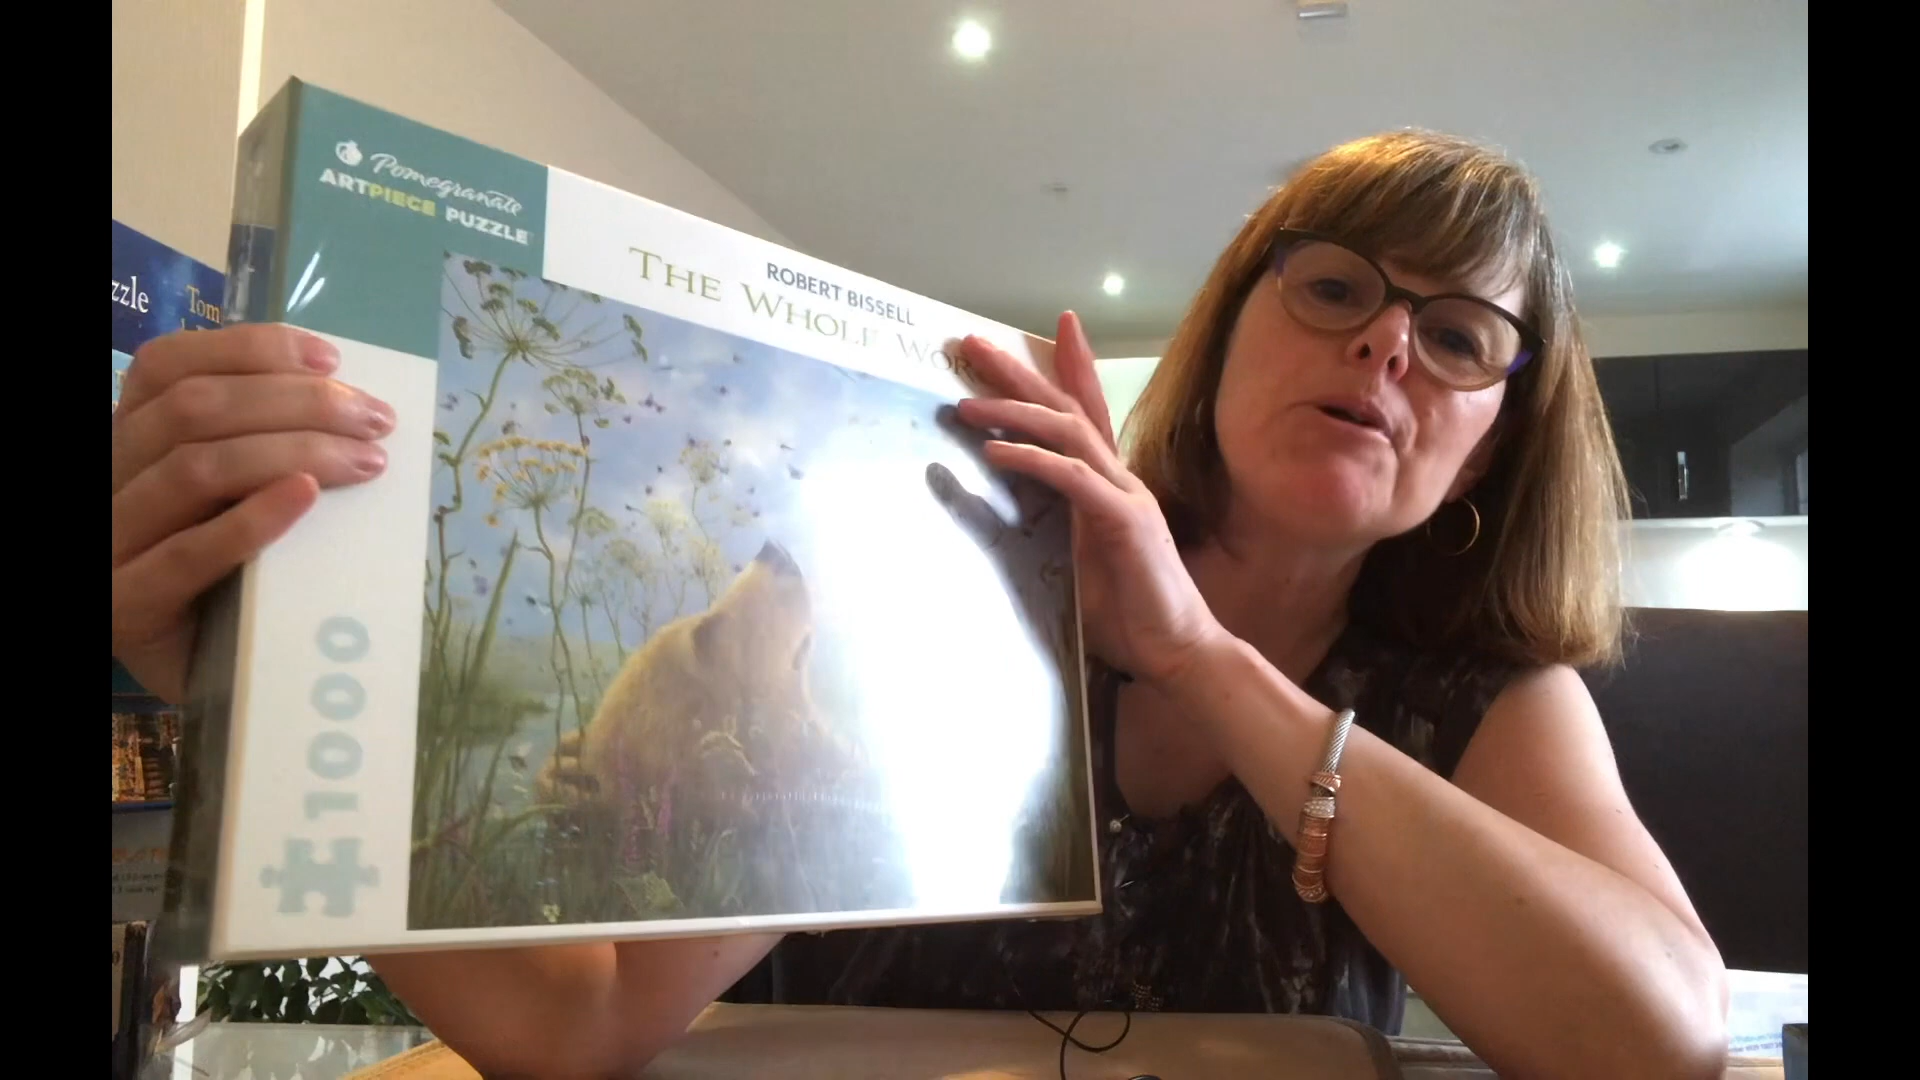 Pomegranate
ARTPIECE PUZZLE
ROBERT BISSELL
THE WHOLE WOR
1000
zzle
Tom